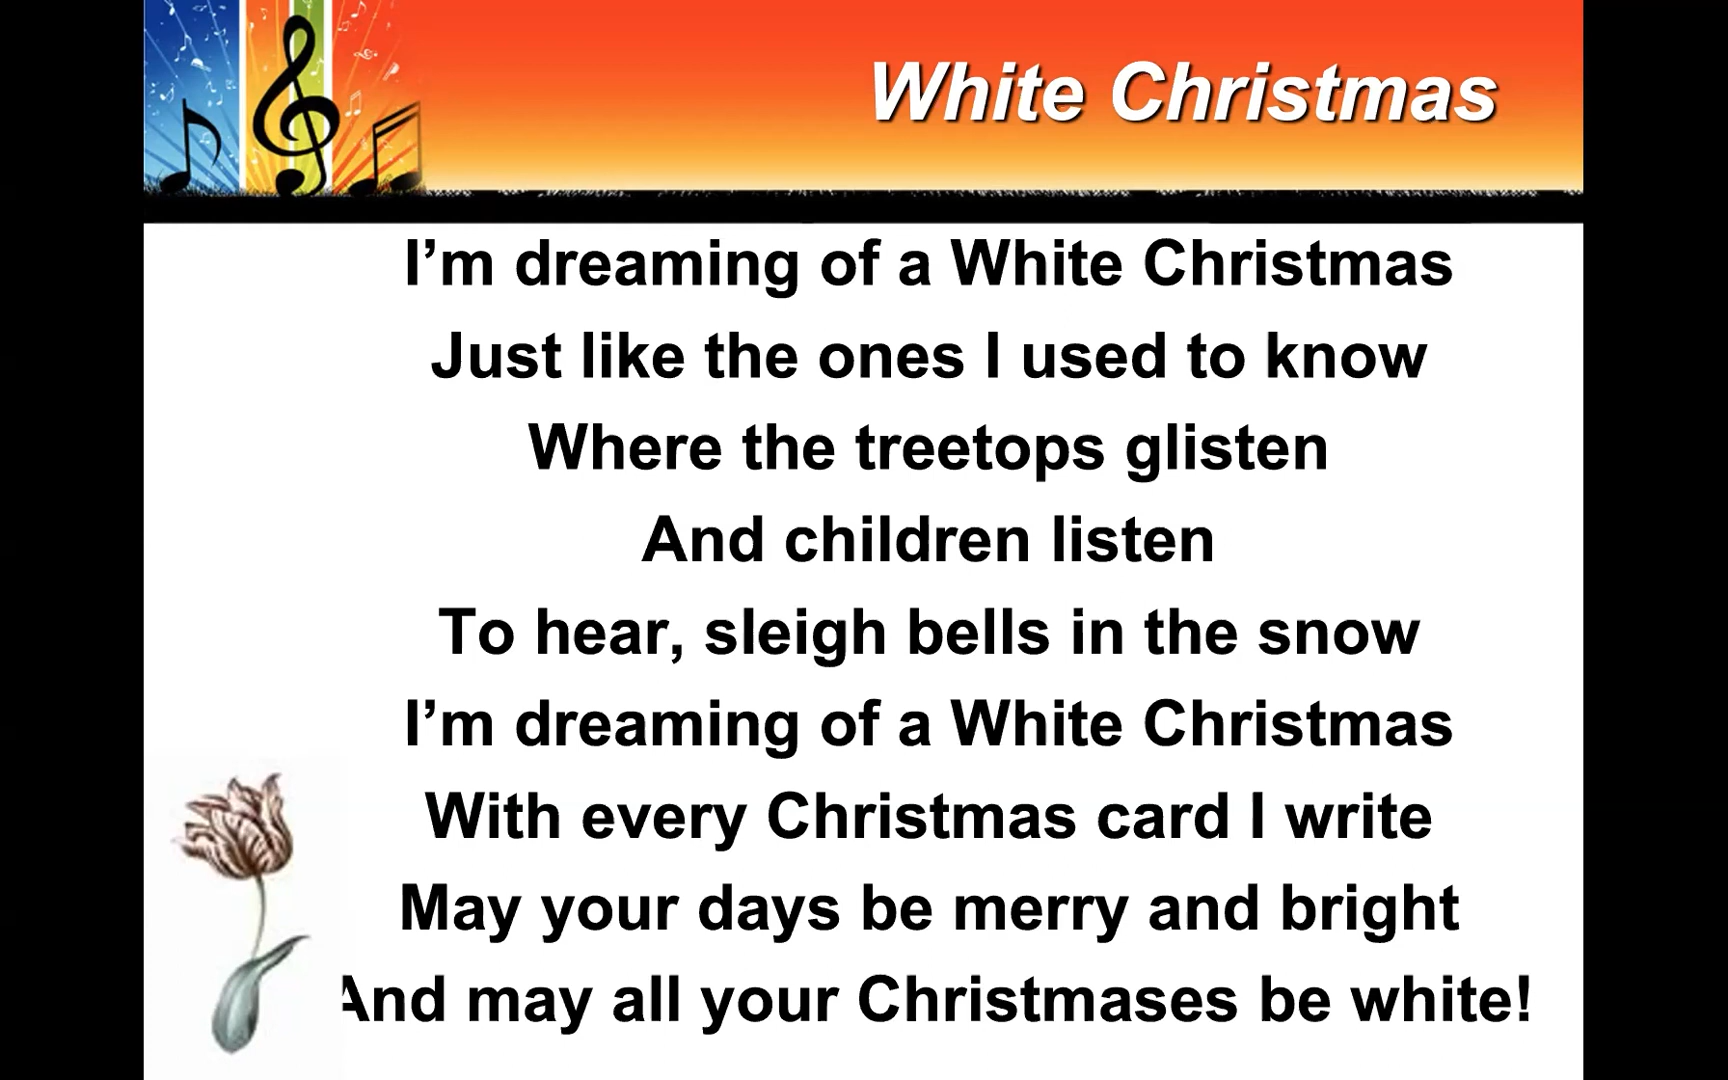 White Christmas
I’m dreaming of a White Christmas
Just like the ones I used to know
Where the treetops glisten
And children listen
To hear, sleigh bells in the snow
I’m dreaming of a White Christmas
With every Christmas card I write
May your days be merry and bright
And may all your Christmases be white!